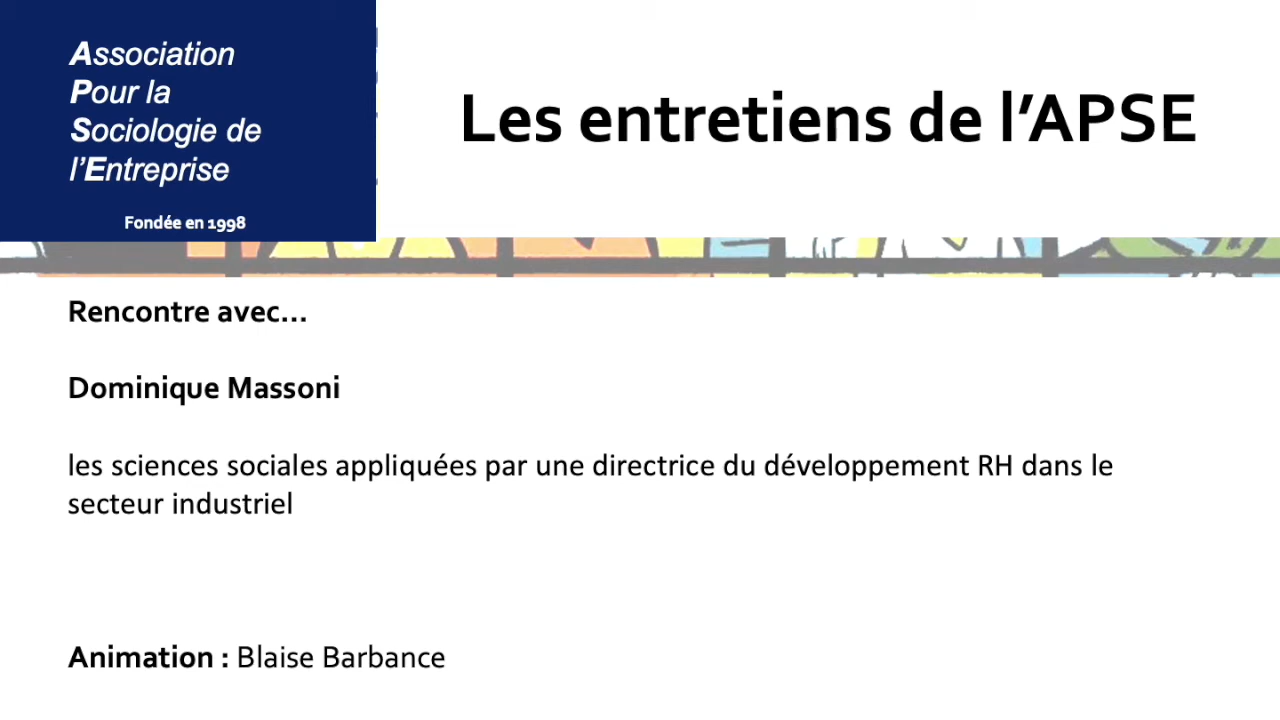 Association
Pour la
Sociologie de
l'Entreprise
Fondée en 1998
Les entretiens de l’APSE
Rencontre avec...
Dominique Massoni
les sciences sociales appliquées par une directrice du développement RH dans le
secteur industriel
Animation : Blaise Barbance